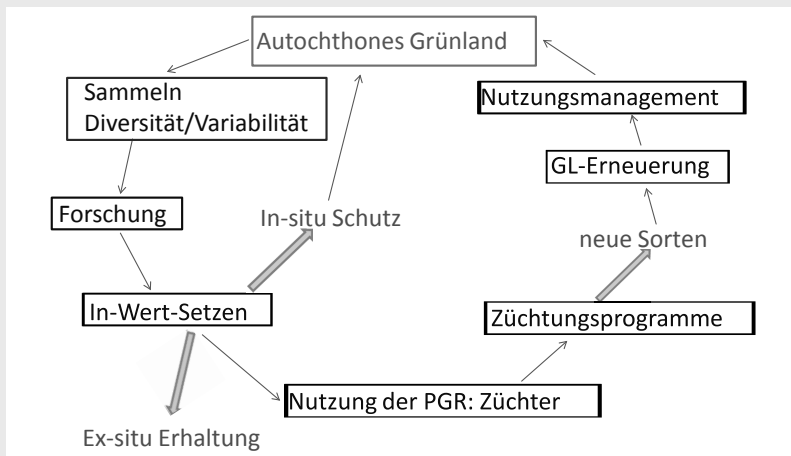 Autochthones Grünland
Sammeln
Diversität/Variabilität
Nutzungsmanagement
GL-Erneuerung
Forschung
In-situ Schutz
neue Sorten
In-Wert-Setzen
Züchtungsprogramme
Nutzung der PGR: Züchter
Ex-situ Erhaltung